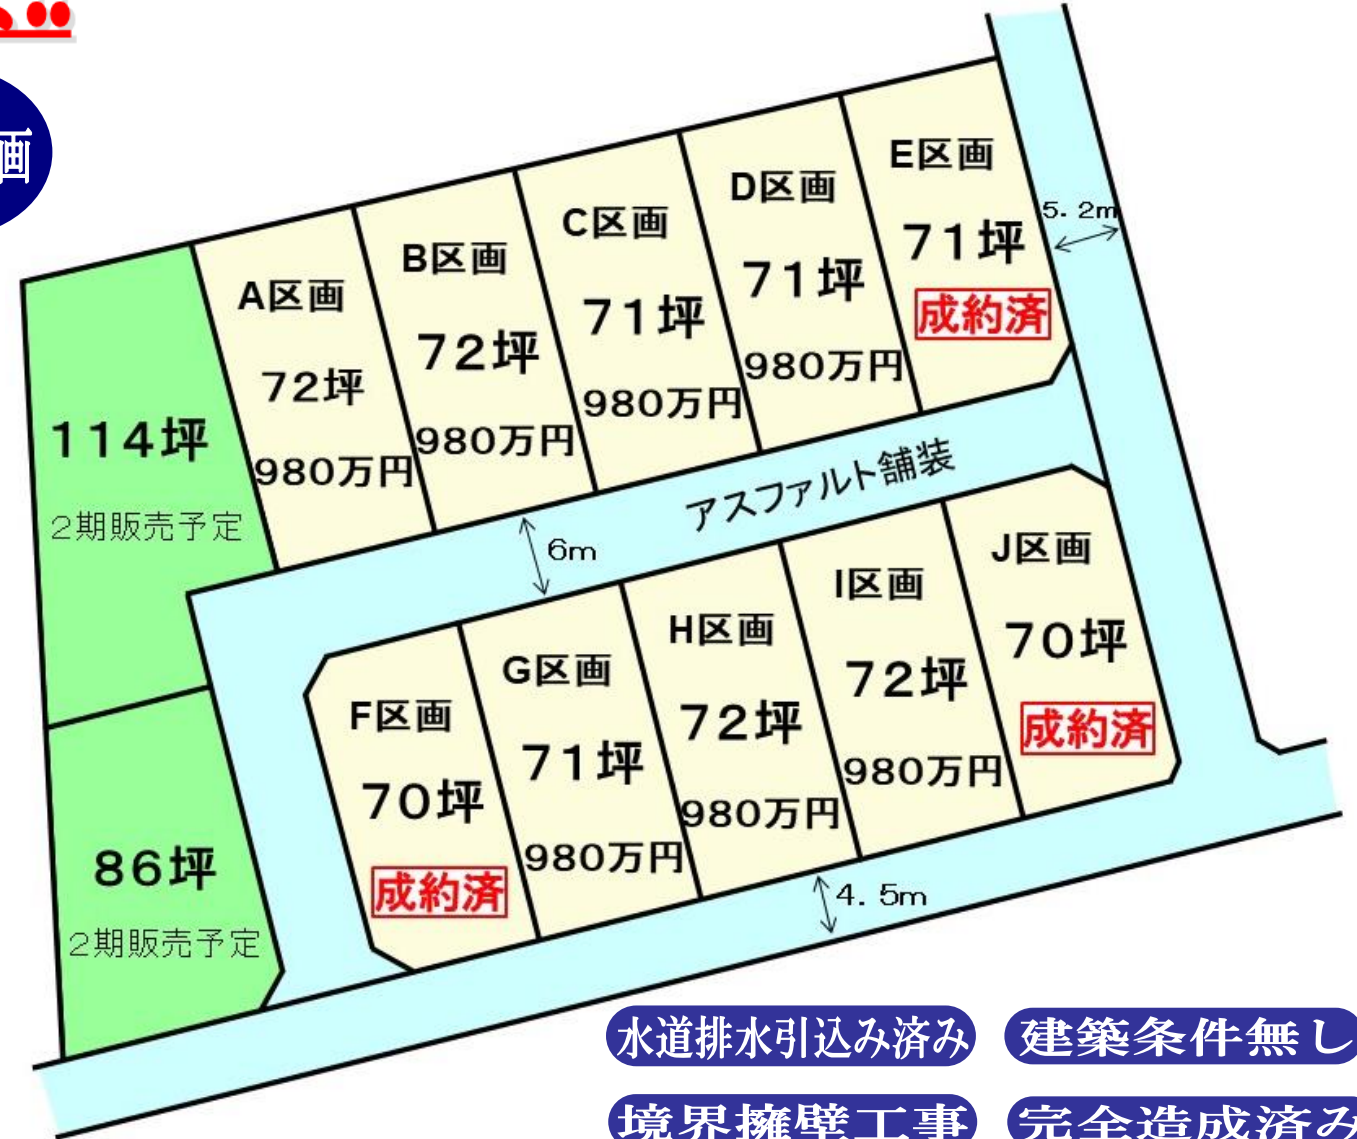 画
E区画
71坪
成約済
5.2m
D区画
71坪
980万円
C区画
71坪
980万円
B区画
72坪
980万円
A区画
72坪
980万円
114坪
2期販売予定
アスファルト舗装
6m
J区画
70坪
成約済
I区画
72坪
980万円
H区画
72坪
980万円
G区画
71坪
980万円
F区画
70坪
成約済
86坪
2期販売予定
4.5m
水道排水引込み済み
建築条件無し
境界擁壁工事
完全造成済み